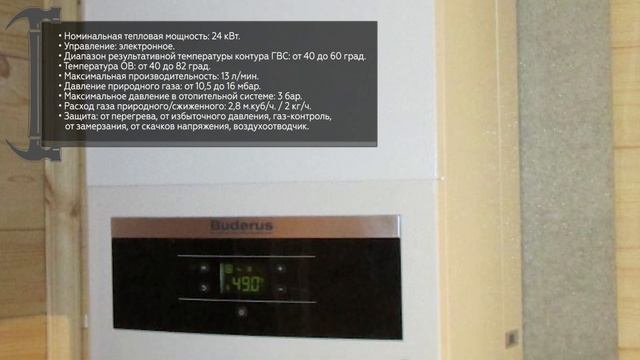 • Номинальная тепловая мощность: 24 кВт.
• Управление: электронное.
• Диапазон результативной температуры контура ГВС: от 40 до 60 град.
• Температура ОВ: от 40 до 82 град.
• Максимальная производительность: 13 л/мин.
• Давление природного газа: от 10,5 до 16 мбар.
• Максимальное давление в отопительной системе: 3 бар.
• Расход газа природного/сжиженного: 2,8 м.куб/ч. / 2 кг/ч.
• Защита: от перегрева, от избыточного давления, газ-контроль,
от замерзания, от скачков напряжения, воздухоотводчик.
Buderus
49.0